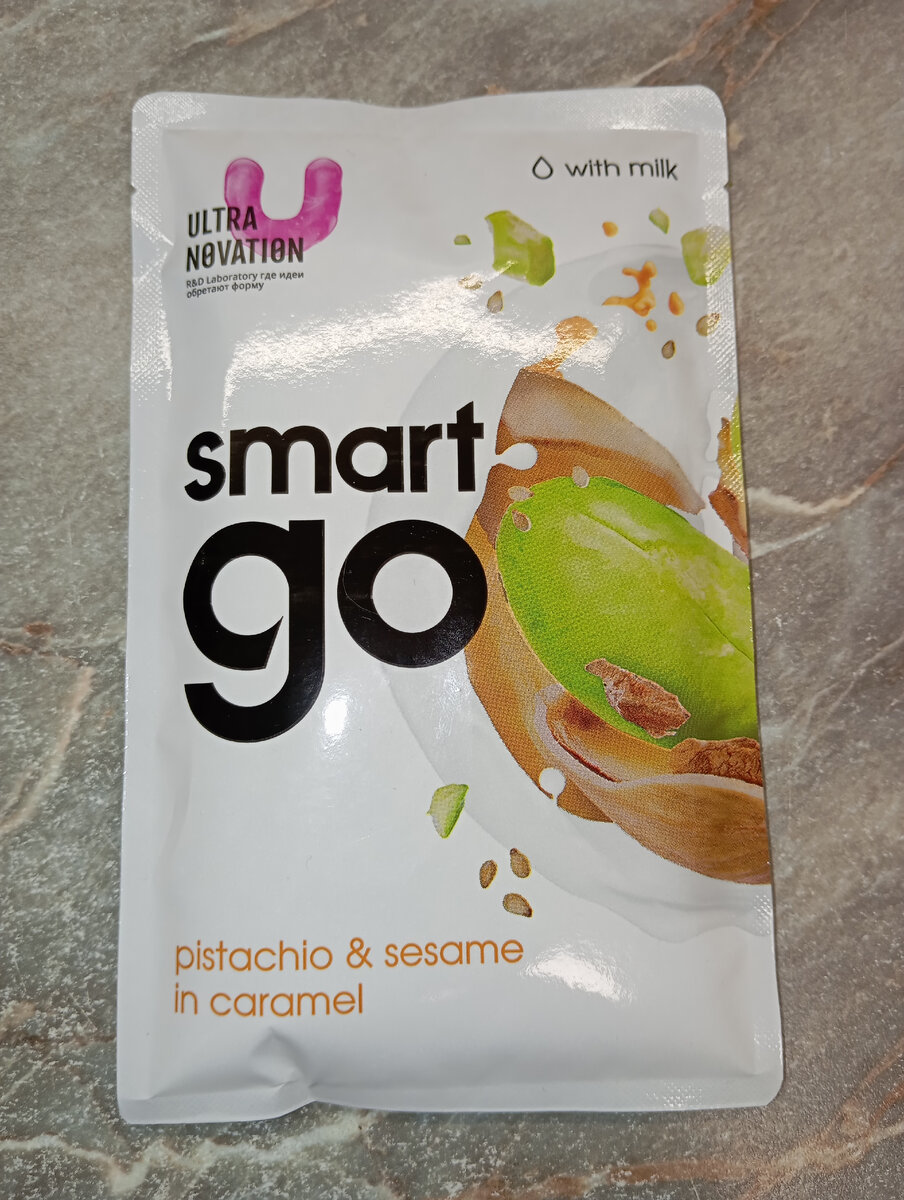 with milk
ULTRA
NOVATION
R&D Laboratory где идеи
обретают форму
smart
go
pistachio & sesame
in caramel